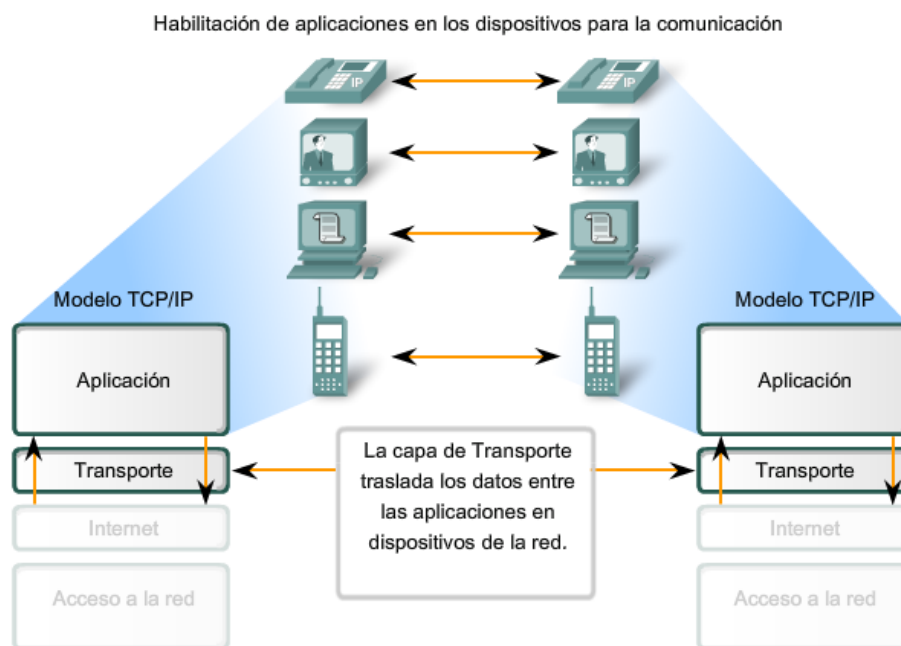 Habilitación de aplicaciones en los dispositivos para la comunicación
IP
IP
Modelo TCP/IP
Modelo TCP/IP
Aplicación
Aplicación
La capa de Transporte
traslada los datos entre
las aplicaciones en
dispositivos de la red.
Transporte
Transporte
Internet
Internet
Acceso a la red
Acceso a la red